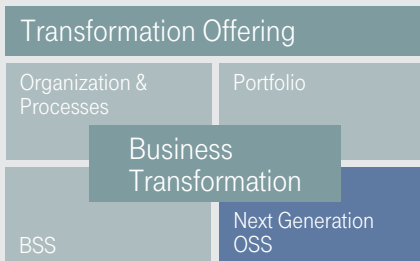 Transformation Offering
Organization &
Processes
Portfolio
Business
Transformation
BSS
Next Generation
OSS